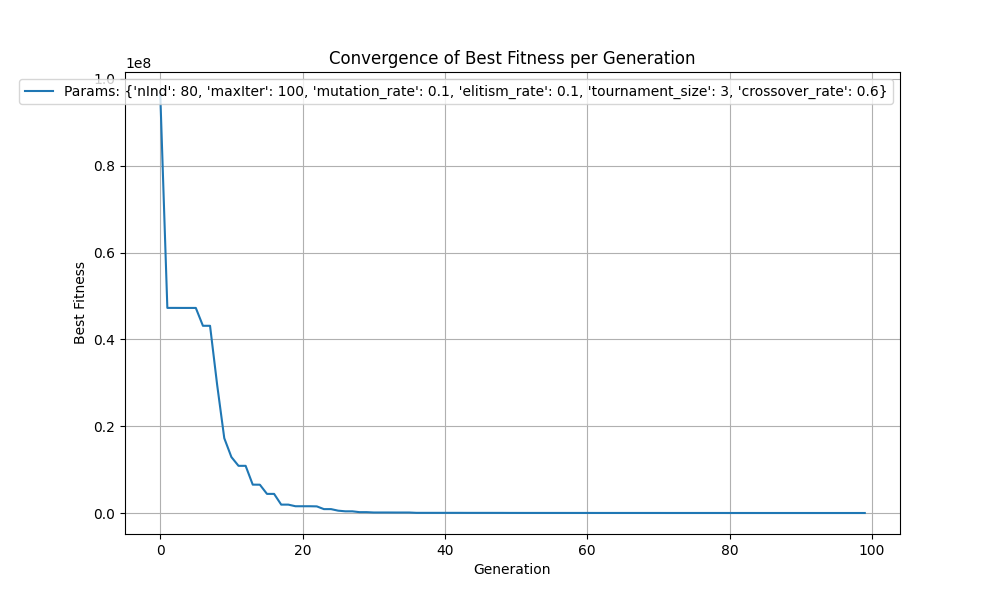 Convergence of Best Fitness per Generation
1e8
1.0
Params: {'nInd': 80, 'maxIter': 100, 'mutation_rate': 0.1, 'elitism_rate': 0.1, 'tournament_size': 3, 'crossover_rate': 0.6}
0.8
0.6
0.4
0.2
0.0
Best Fitness
0 20 40 60 80 100
Generation